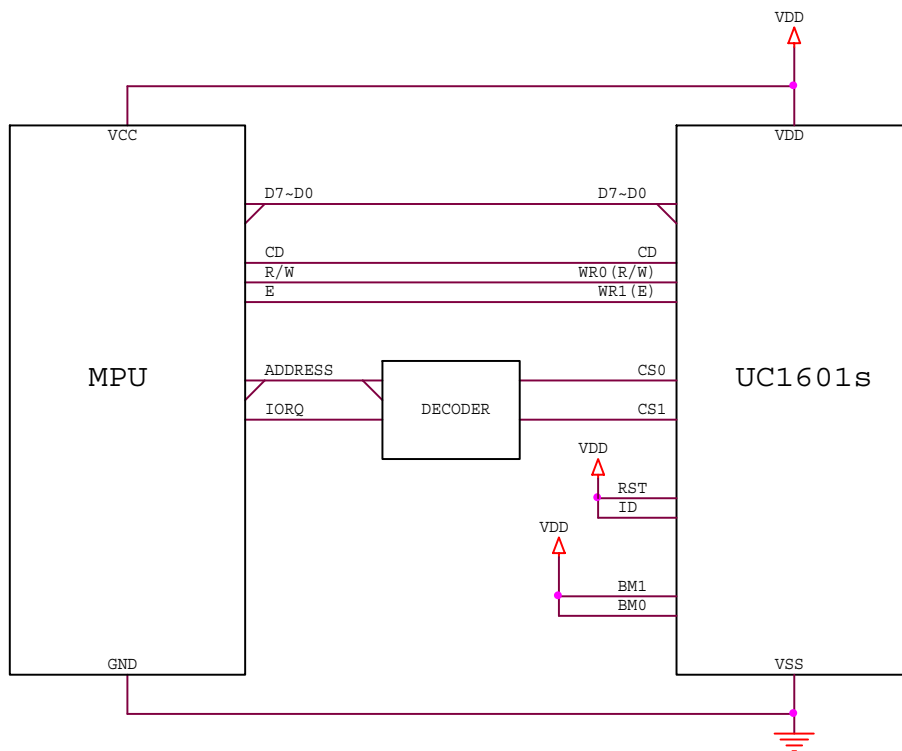 VDD
VCC
VDD
D7~D0 D7~D0
CD CD
R/W WR0(R/W)
E WR1(E)
MPU ADDRESS CS0 UC1601s
IORQ DECODER CS1
VDD
RST
ID
VDD
BM1
BM0
GND VSS